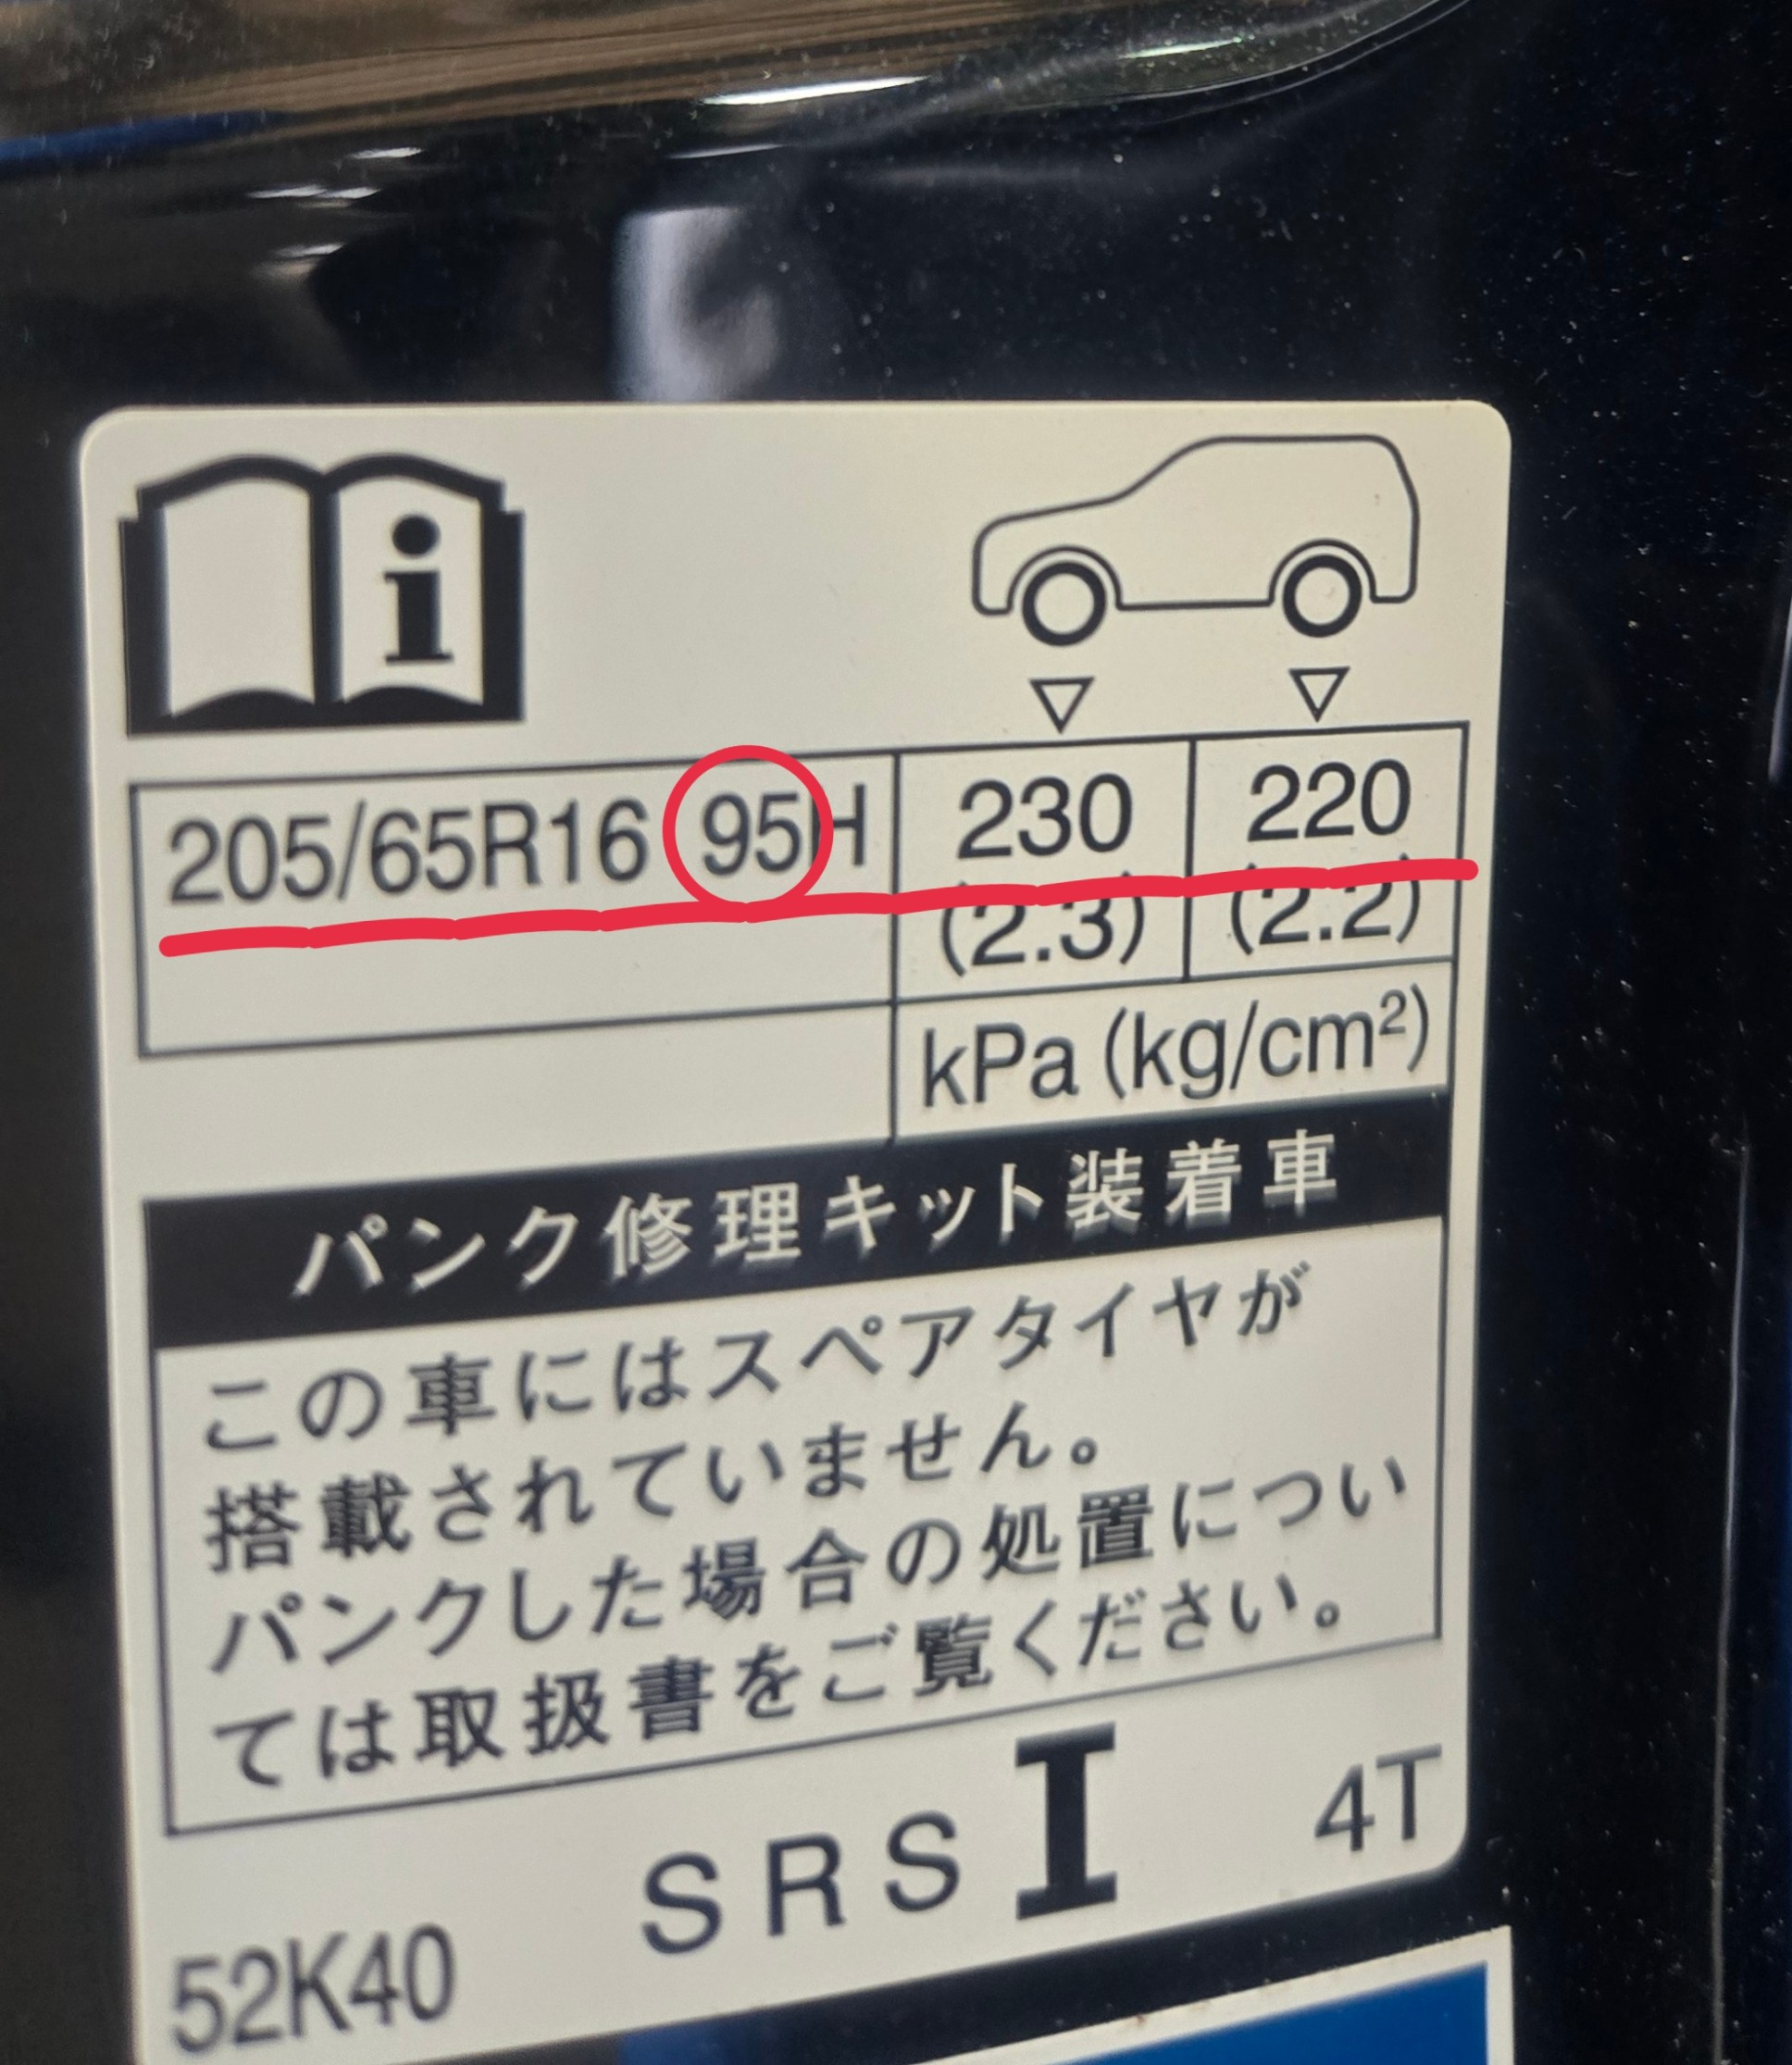 i
205/65R16 95H 230 220
(2.3) (2.2)
kPa (kg/cm²)
パンク修理キット装着車
この車にはスペアタイヤが
搭載されていません。
パンクした場合の処置につい
ては取扱書をご覧ください。
SRS I 4T
52K40